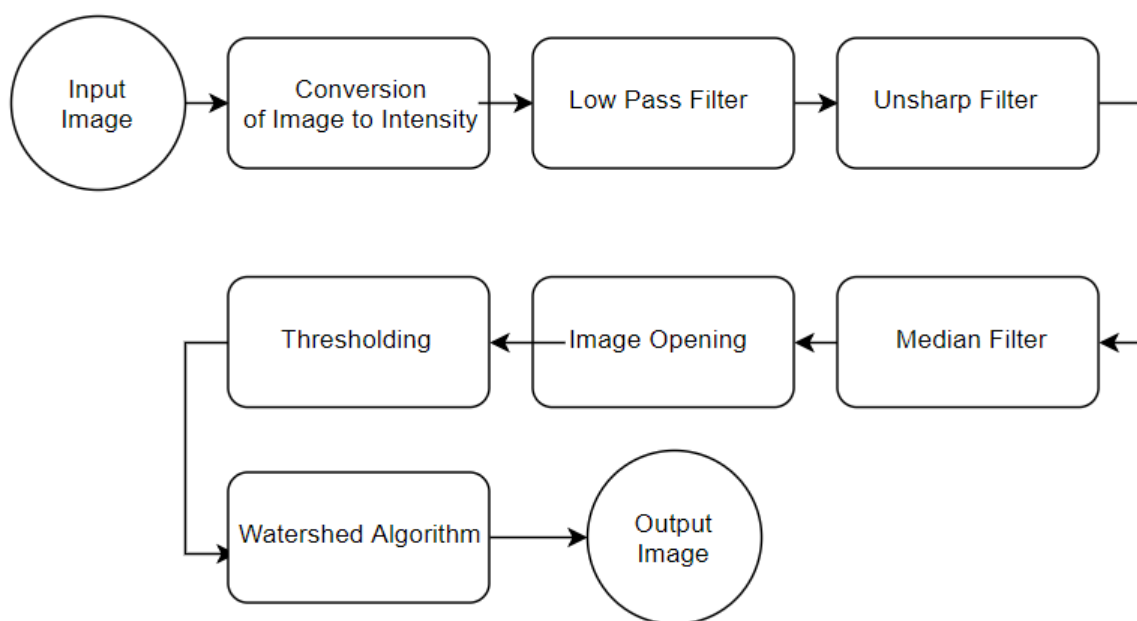 Input
Image
Conversion
of Image to Intensity
Low Pass Filter
Unsharp Filter
Median Filter
Image Opening
Thresholding
Watershed Algorithm
Output
Image